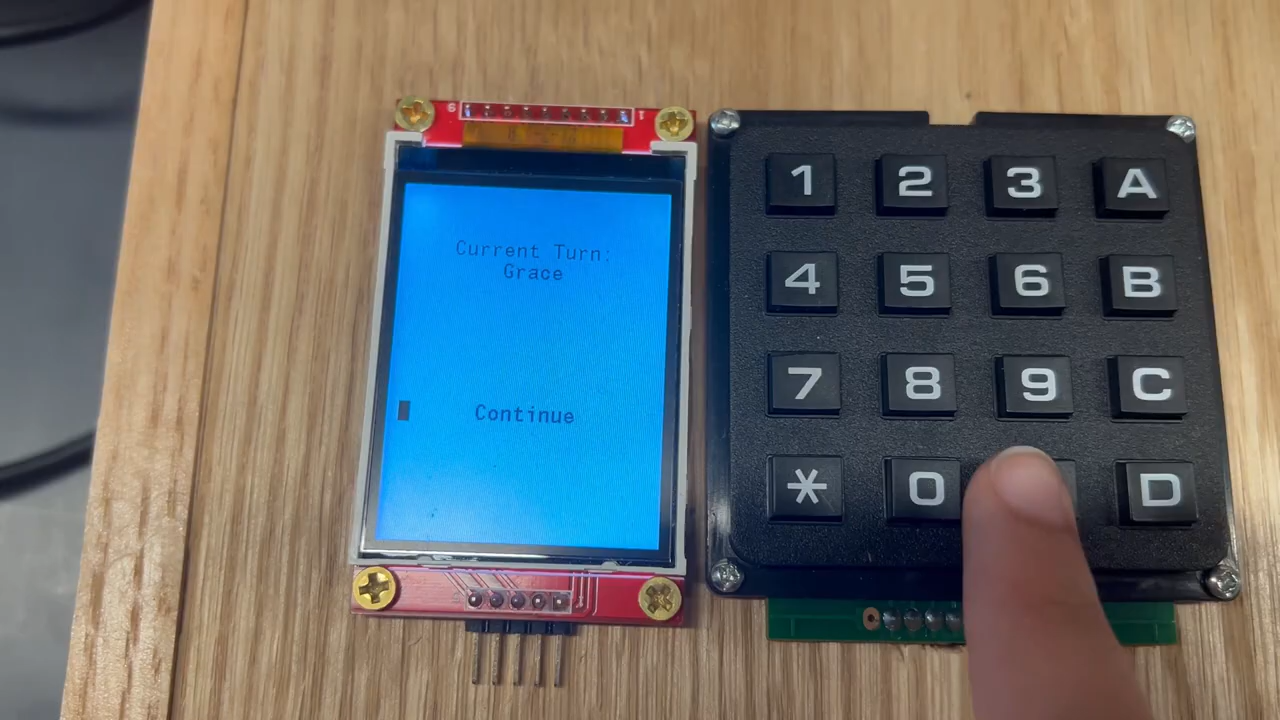 Current Turn:
Grace
Continue
1 2 3 A
4 5 6 B
7 8 9 C
* 0 D